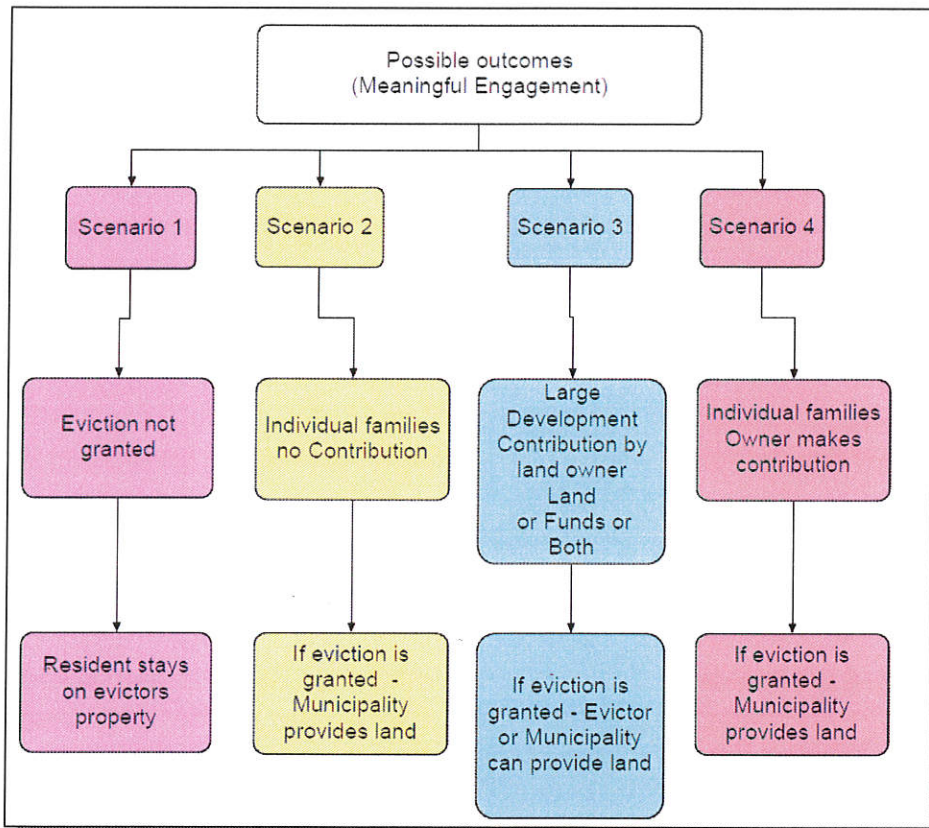 Possible outcomes
(Meaningful Engagement)
Scenario 1
Scenario 2
Scenario 3
Scenario 4
Eviction not
granted
Individual families
no Contribution
Large
Development
Contribution by
land owner
Land
or Funds or
Both
Individual families
Owner makes
contribution
Resident stays
on evictors
property
If eviction is
granted -
Municipality
provides land
If eviction is
granted - Evictor
or Municipality
can provide land
If eviction is
granted -
Municipality
provides land